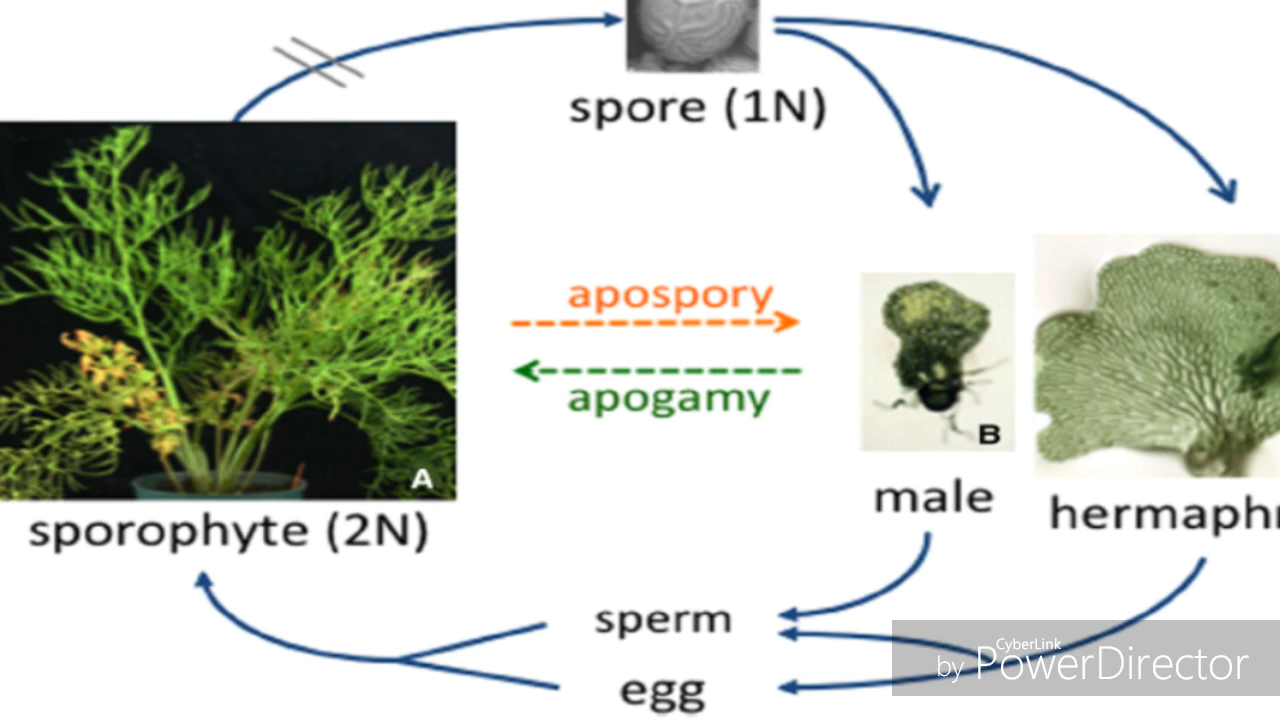 spore (1N)
apospory
apogamy
A
B
sporophyte (2N)
male
hermaphr
sperm
egg
CyberLink
by PowerDirector